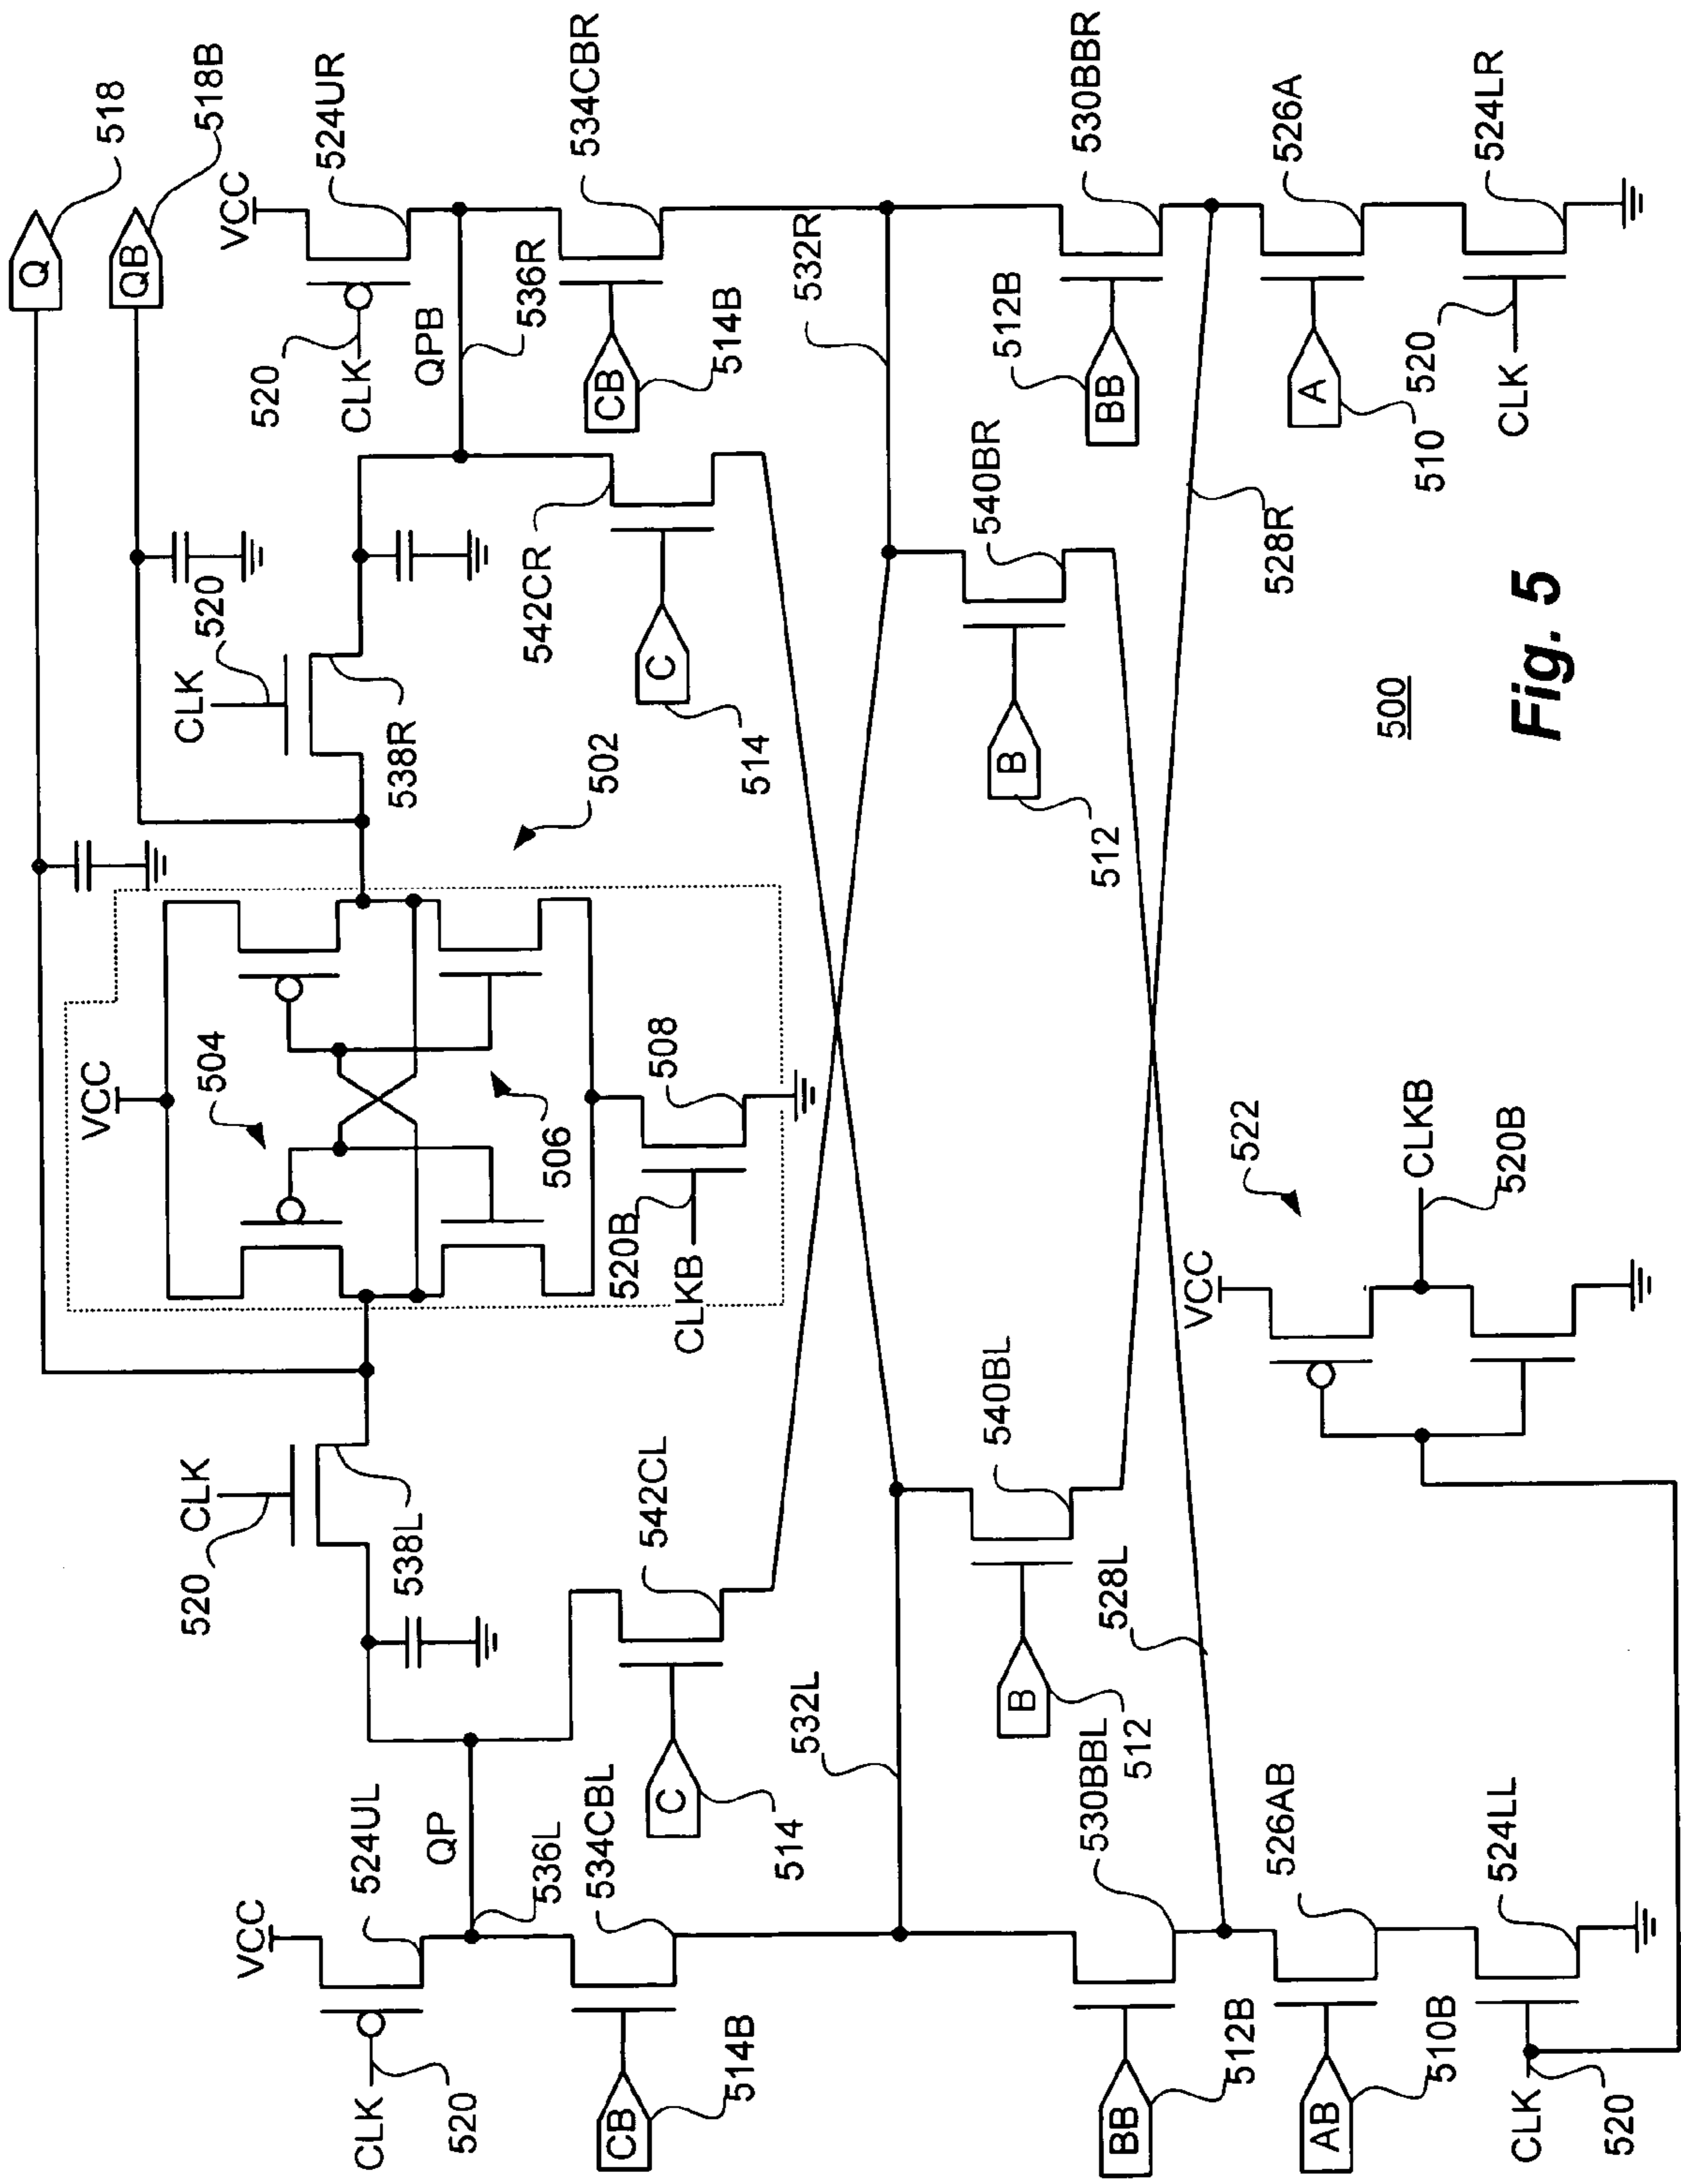 Q
518
QB
518B
VCC
524UR
520
CLK
QPB
536R
534CBR
CB
514B
532R
BB
512B
530BBR
A
510
526A
520
CLK
524LR
CLK
520
538R
542CR
C
514
B
512
540BR
528R
502
VCC
504
506
508
520B
CLKB
CLK
520
538L
542CL
C
514
532L
540BL
B
512
528L
VCC
522
CLKB
520B
VCC
524UL
QP
536L
CLK
520
534CBL
CB
514B
530BBL
BB
512B
526AB
AB
510B
524LL
CLK
520
500
Fig. 5